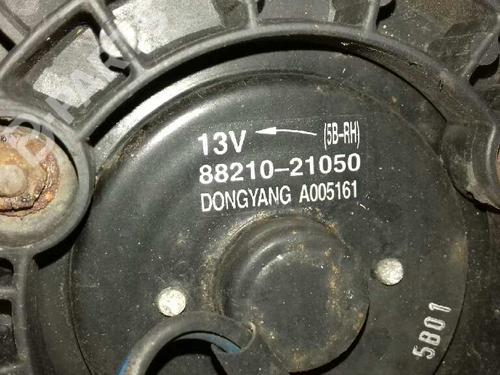 13V (5B-RH)
88210-21050
DONGYANG A005161
5B01